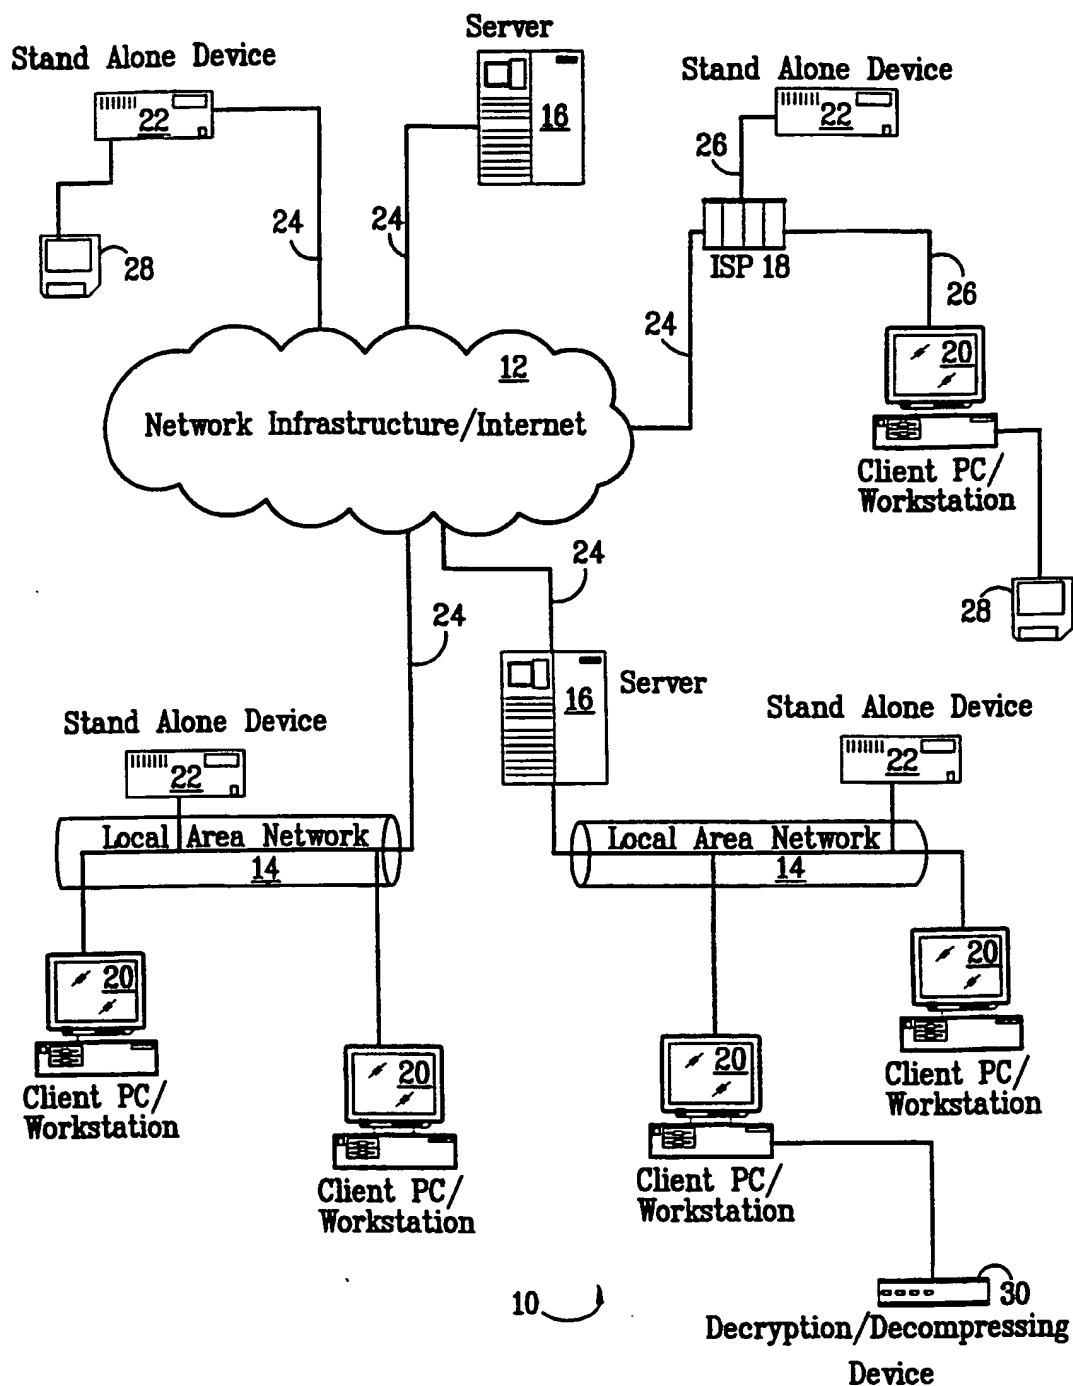 Server
Stand Alone Device
22
16
Stand Alone Device
22
26
24
24
28
ISP 18
26
24
12
Network Infrastructure/Internet
20
Client PC/
Workstation
24
28
24
16
Server
Stand Alone Device
22
Stand Alone Device
22
Local Area Network
14
Local Area Network
14
20
Client PC/
Workstation
20
Client PC/
Workstation
20
Client PC/
Workstation
20
Client PC/
Workstation
10
30
Decryption/Decompressing
Device